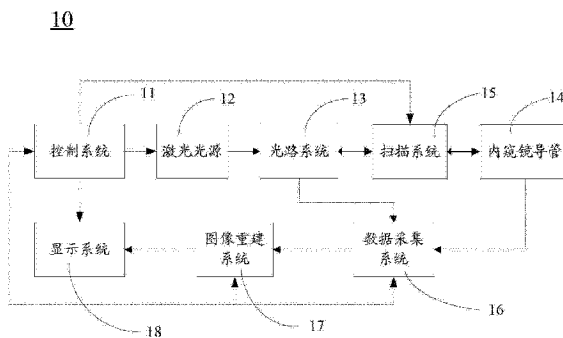 10
11
12
13
15
14
控制系统
激光光源
光路系统
扫描系统
内窥镜导管
显示系统
图像重建
系统
数据采集
系统
18
17
16